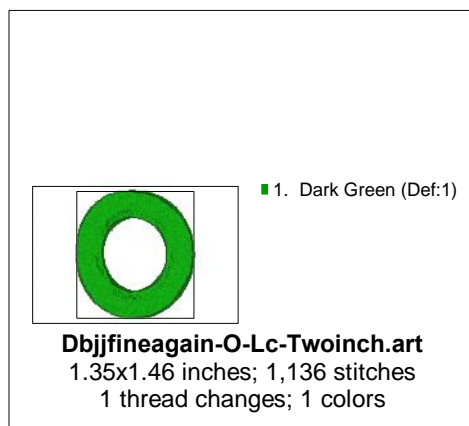 1. Dark Green (Def:1)
Dbjjfineagain-O-Lc-Twoinch.art
1.35x1.46 inches; 1,136 stitches
1 thread changes; 1 colors